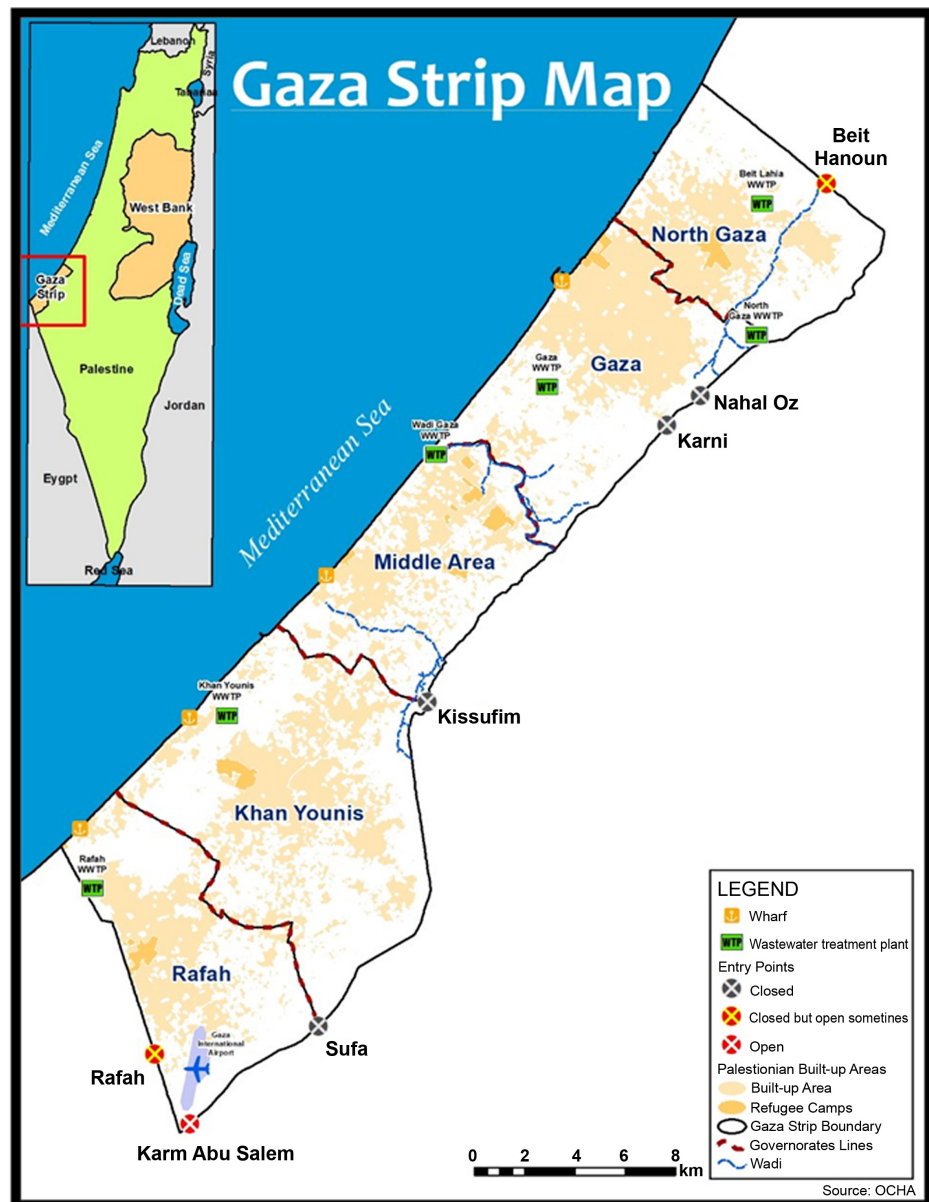 Gaza Strip Map
Lebanon
Syria
Mediterranean Sea
West Bank
Gaza
Strip
Dead Sea
Palestine
Jordan
Eygpt
Red Sea
Beit
Hanoun
Beit Lahia
WWTP
WTP
North Gaza
North
Gaza WWTP
WTP
Gaza
WWTP
WTP
Gaza
Nahal Oz
Karni
Wadi Gaza
WWTP
WTP
Mediterranean Sea
Middle Area
Khan Younis
WWTP
WTP
Kissufim
Khan Younis
Rafah
WWTP
WTP
Rafah
Gaza
International
Airport
Sufa
Rafah
Karm Abu Salem
0 2 4 6 8
km
LEGEND
Wharf
WTP Wastewater treatment plant
Entry Points
Closed
Closed but open sometines
Open
Palestionian Built-up Areas
Built-up Area
Refugee Camps
Gaza Strip Boundary
Governorates Lines
Wadi
Source: OCHA